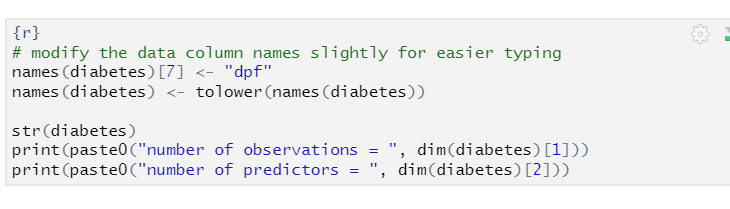 {r}
# modify the data column names slightly for easier typing
names(diabetes)[7] <- "dpf"
names(diabetes) <- tolower(names(diabetes))
str(diabetes)
print(paste0("number of observations = ", dim(diabetes)[1]))
print(paste0("number of predictors = ", dim(diabetes)[2]))